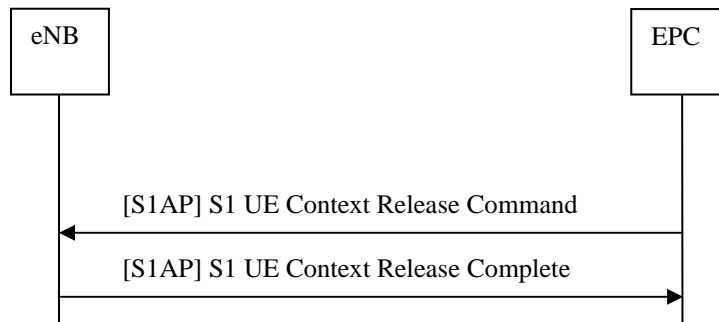 eNB
EPC
[S1AP] S1 UE Context Release Command
[S1AP] S1 UE Context Release Complete